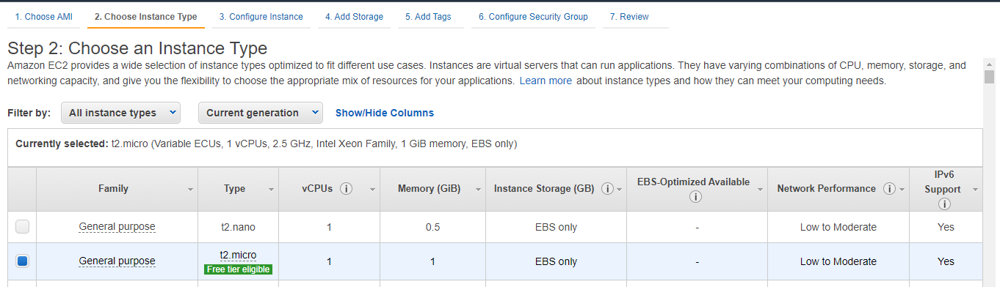 1. Choose AMI 2. Choose Instance Type 3. Configure Instance 4. Add Storage 5. Add Tags 6. Configure Security Group 7. Review
Step 2: Choose an Instance Type
Amazon EC2 provides a wide selection of instance types optimized to fit different use cases. Instances are virtual servers that can run applications. They have varying combinations of CPU, memory, storage, and
networking capacity, and give you the flexibility to choose the appropriate mix of resources for your applications. Learn more about instance types and how they can meet your computing needs.
Filter by: All instance types Current generation Show/Hide Columns
Currently selected: t2.micro (Variable ECUs, 1 vCPUs, 2.5 GHz, Intel Xeon Family, 1 GiB memory, EBS only)
Family Type vCPUs i Memory (GiB) Instance Storage (GB) i EBS-Optimized Available i Network Performance i IPv6 Support i
General purpose t2.nano 1 0.5 EBS only - Low to Moderate Yes
General purpose t2.micro 1 1 EBS only - Low to Moderate Yes
Free tier eligible